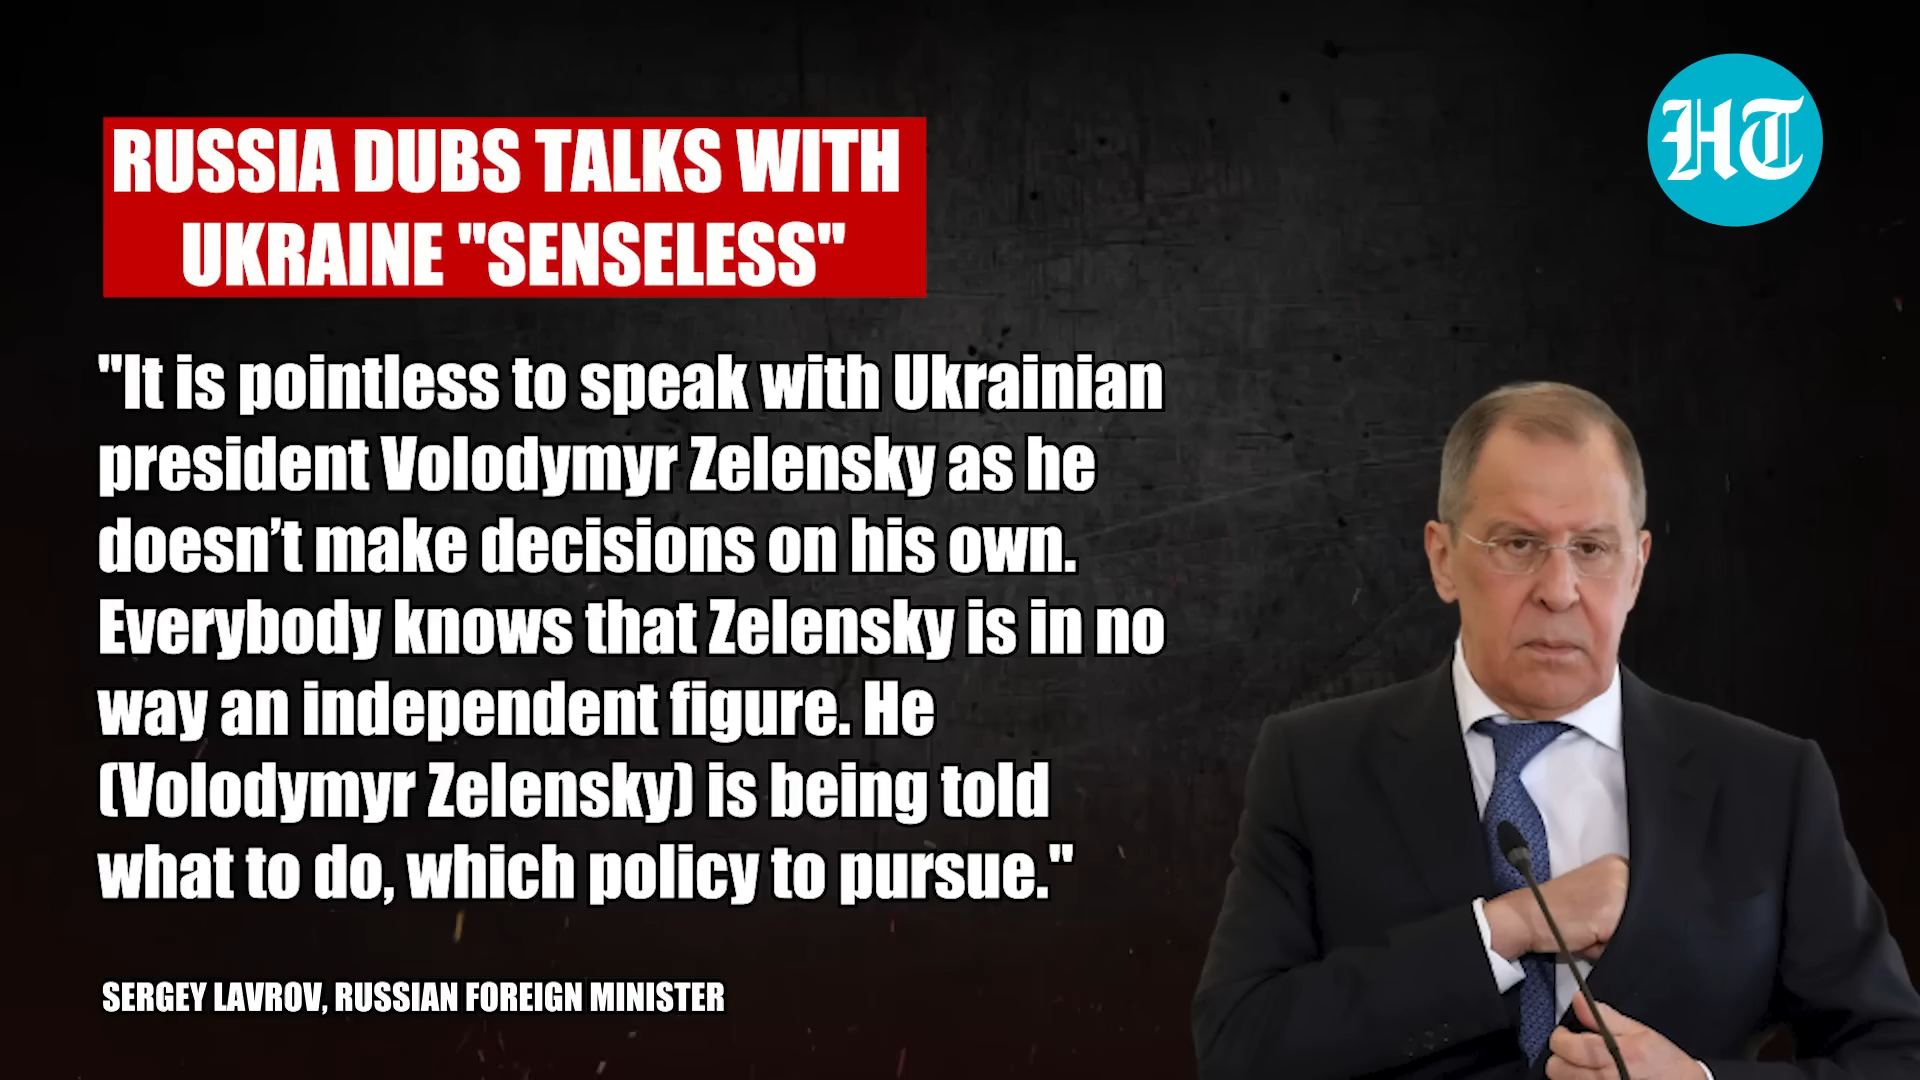 RUSSIA DUBS TALKS WITH
UKRAINE "SENSELESS"
HT
"It is pointless to speak with Ukrainian
president Volodymyr Zelensky as he
doesn’t make decisions on his own.
Everybody knows that Zelensky is in no
way an independent figure. He
(Volodymyr Zelensky) is being told
what to do, which policy to pursue."
SERGEY LAVROV, RUSSIAN FOREIGN MINISTER